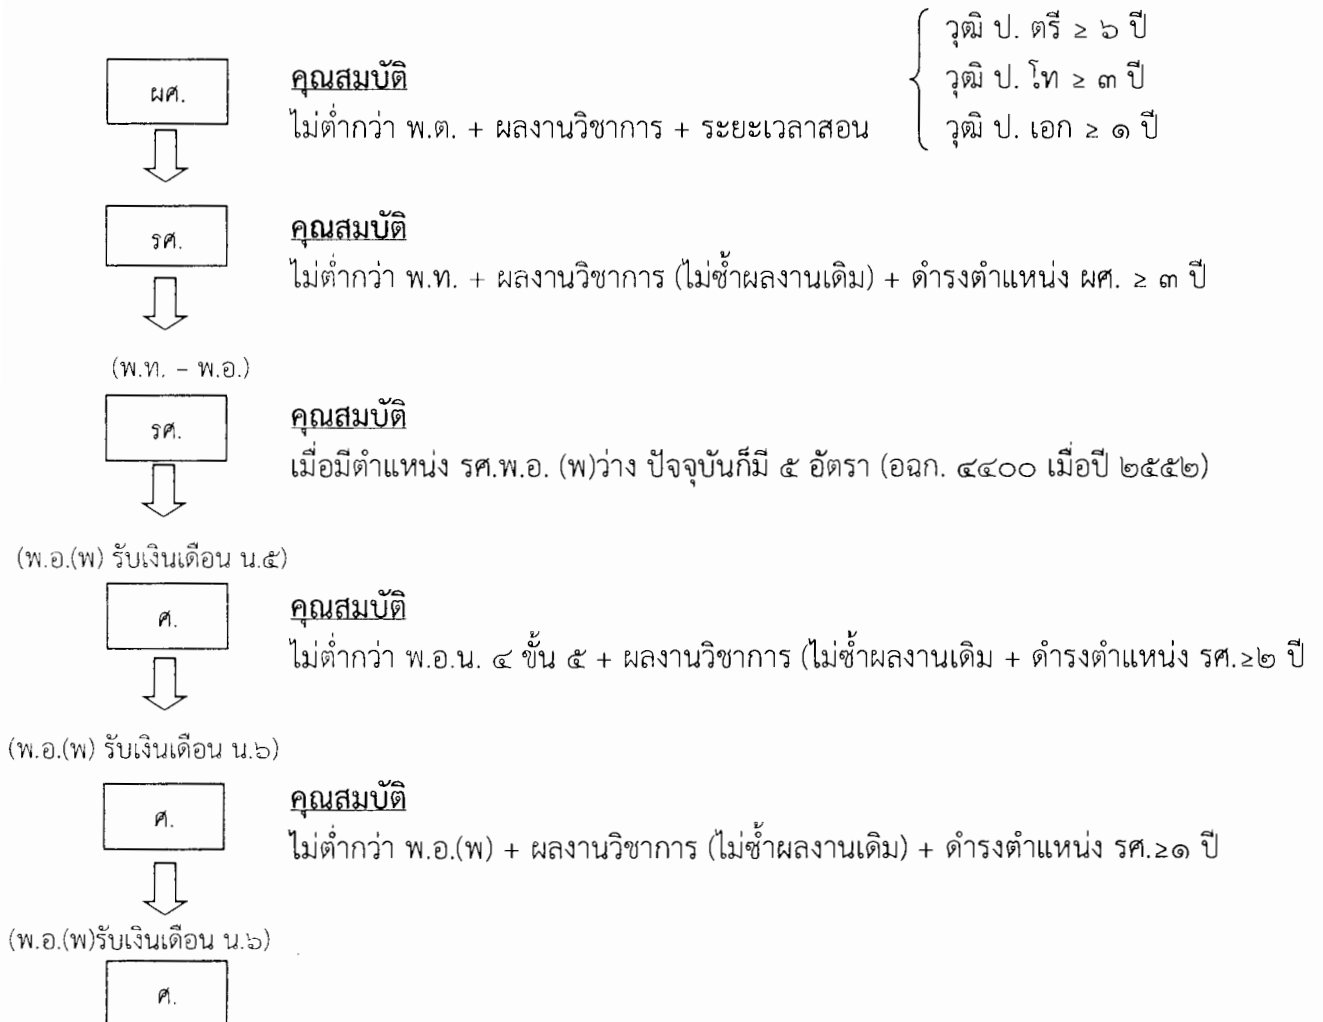 วุฒิ ป. ตรี ≥ ๖ ปี
ผศ.
คุณสมบัติ
วุฒิ ป. โท ≥ ๓ ปี
ไม่ต่ำกว่า พ.ต. + ผลงานวิชาการ + ระยะเวลาสอน
วุฒิ ป. เอก ≥ ๑ ปี
รศ.
คุณสมบัติ
ไม่ต่ำกว่า พ.ท. + ผลงานวิชาการ (ไม่ซ้ำผลงานเดิม) + ดำรงตำแหน่ง ผศ. ≥ ๓ ปี
(พ.ท. – พ.อ.)
รศ.
คุณสมบัติ
เมื่อมีตำแหน่ง รศ.พ.อ. (พ)ว่าง ปัจจุบันก็มี ๕ อัตรา (อฉก. ๔๔๐๐ เมื่อปี ๒๕๕๒)
(พ.อ.(พ) รับเงินเดือน น.๕)
ศ.
คุณสมบัติ
ไม่ต่ำกว่า พ.อ.น. ๔ ขั้น ๕ + ผลงานวิชาการ (ไม่ซ้ำผลงานเดิม + ดำรงตำแหน่ง รศ.≥๒ ปี
(พ.อ.(พ) รับเงินเดือน น.๖)
ศ.
คุณสมบัติ
ไม่ต่ำกว่า พ.อ.(พ) + ผลงานวิชาการ (ไม่ซ้ำผลงานเดิม) + ดำรงตำแหน่ง รศ.≥๑ ปี
(พ.อ.(พ)รับเงินเดือน น.๖)
ศ.